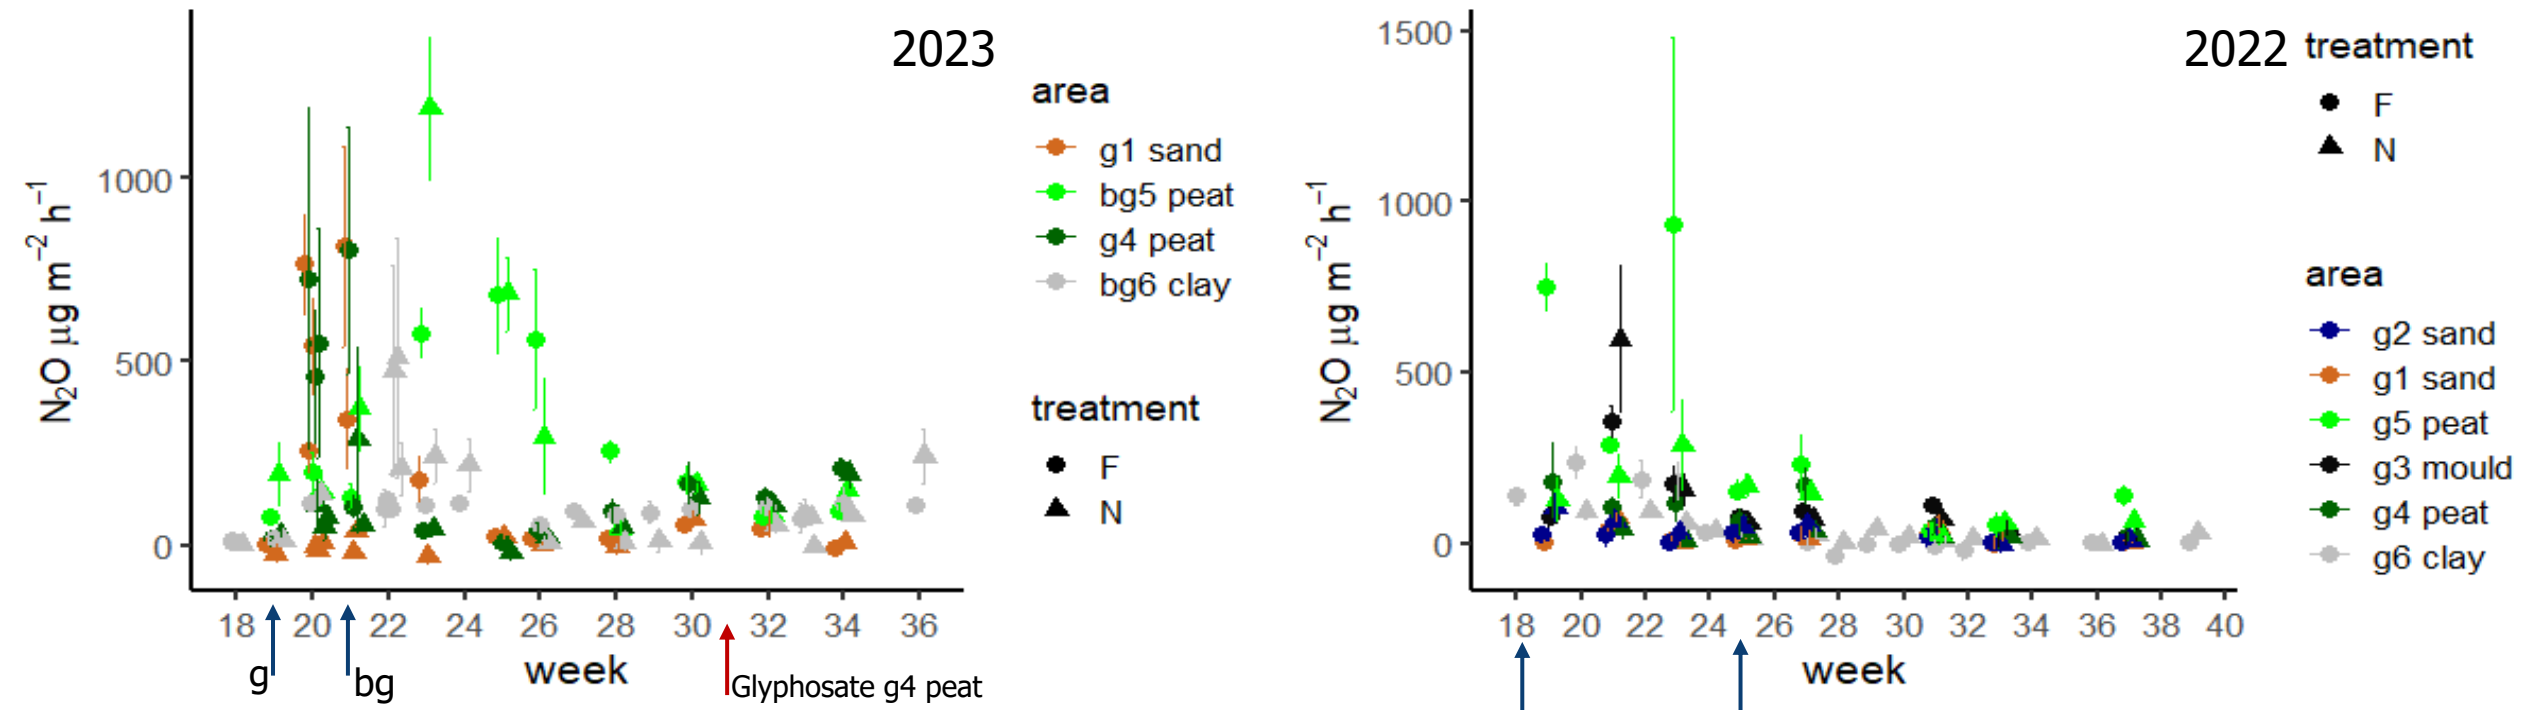 2023
1000
500
0
N₂O µg m⁻² h⁻¹
18 20 22 24 26 28 30 32 34 36
week
g
bg
Glyphosate g4 peat
area
g1 sand
bg5 peat
g4 peat
bg6 clay
treatment
F
N
2022
1500
1000
500
0
N₂O µg m⁻² h⁻¹
18 20 22 24 26 28 30 32 34 36 38 40
week
treatment
F
N
area
g2 sand
g1 sand
g5 peat
g3 mould
g4 peat
g6 clay